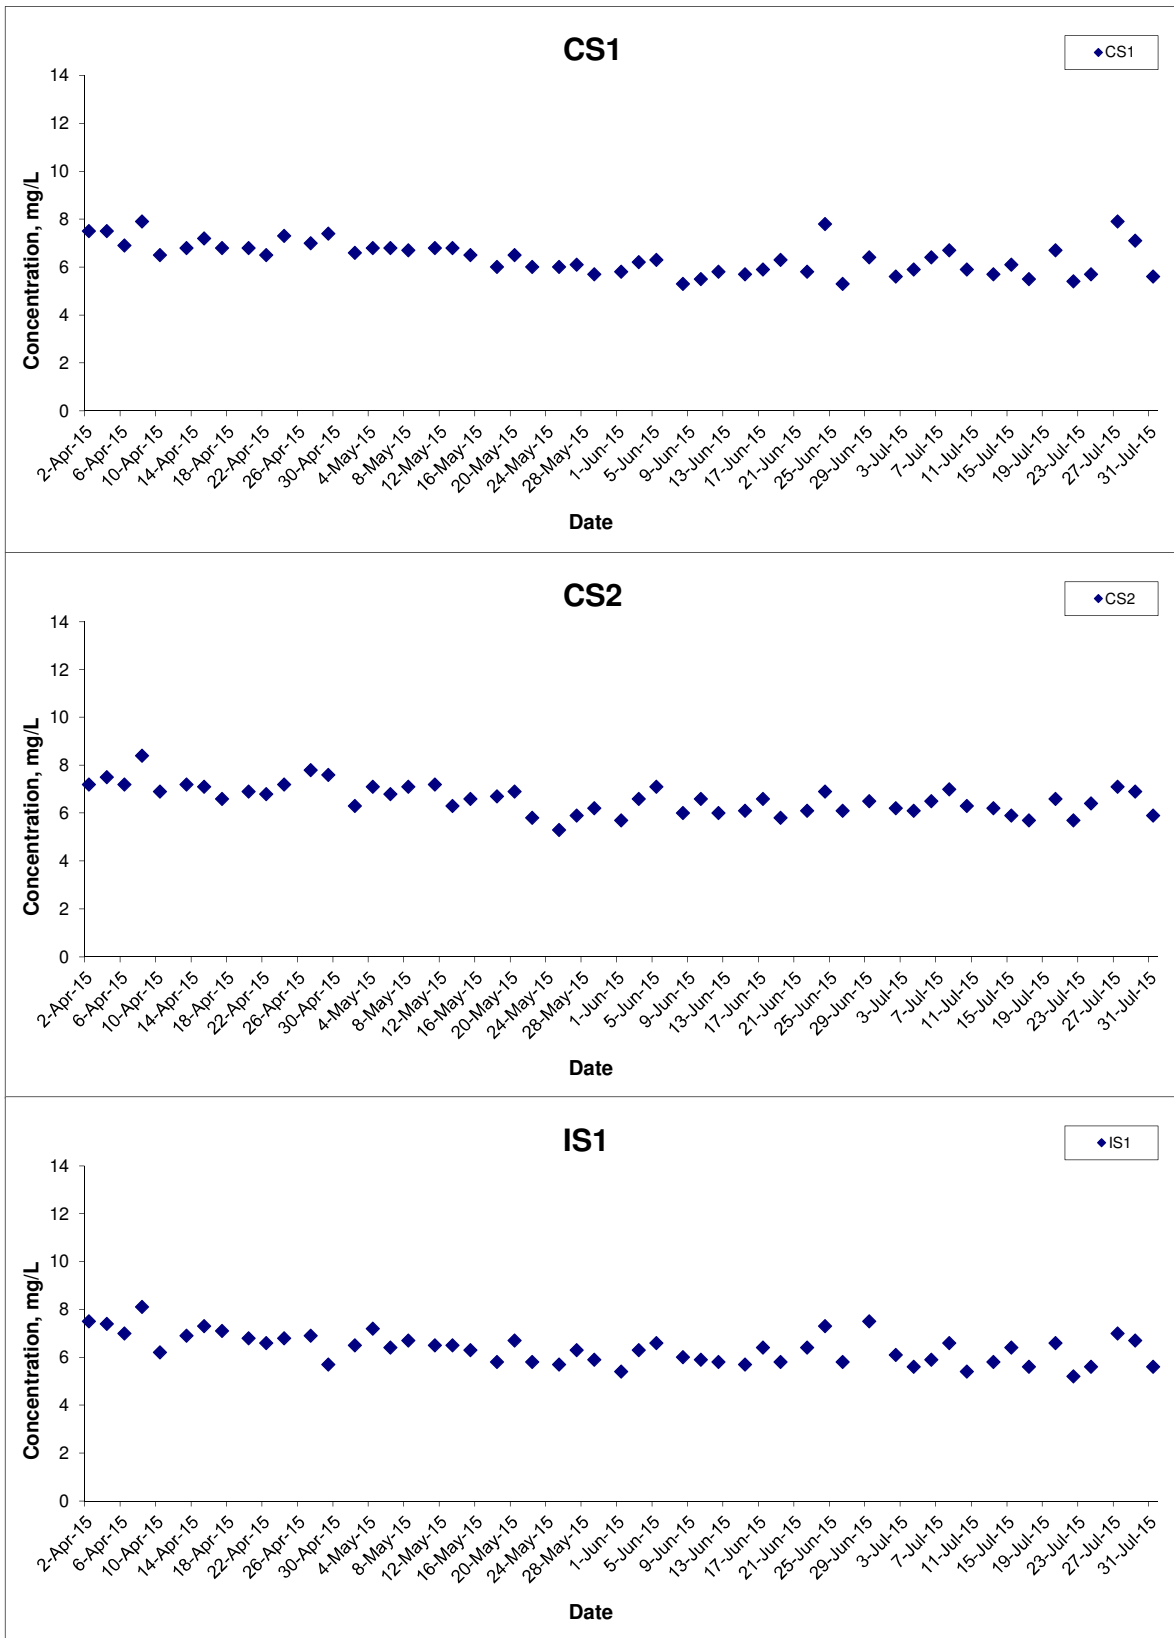 CS1
CS1
14
12
10
8
6
4
2
0
Concentration, mg/L
2-Apr-15
6-Apr-15
10-Apr-15
14-Apr-15
18-Apr-15
22-Apr-15
26-Apr-15
30-Apr-15
4-May-15
8-May-15
12-May-15
16-May-15
20-May-15
24-May-15
28-May-15
1-Jun-15
5-Jun-15
9-Jun-15
13-Jun-15
17-Jun-15
21-Jun-15
25-Jun-15
29-Jun-15
3-Jul-15
7-Jul-15
11-Jul-15
15-Jul-15
19-Jul-15
23-Jul-15
27-Jul-15
31-Jul-15
Date
CS2
CS2
14
12
10
8
6
4
2
0
Concentration, mg/L
2-Apr-15
6-Apr-15
10-Apr-15
14-Apr-15
18-Apr-15
22-Apr-15
26-Apr-15
30-Apr-15
4-May-15
8-May-15
12-May-15
16-May-15
20-May-15
24-May-15
28-May-15
1-Jun-15
5-Jun-15
9-Jun-15
13-Jun-15
17-Jun-15
21-Jun-15
25-Jun-15
29-Jun-15
3-Jul-15
7-Jul-15
11-Jul-15
15-Jul-15
19-Jul-15
23-Jul-15
27-Jul-15
31-Jul-15
Date
IS1
IS1
14
12
10
8
6
4
2
0
Concentration, mg/L
2-Apr-15
6-Apr-15
10-Apr-15
14-Apr-15
18-Apr-15
22-Apr-15
26-Apr-15
30-Apr-15
4-May-15
8-May-15
12-May-15
16-May-15
20-May-15
24-May-15
28-May-15
1-Jun-15
5-Jun-15
9-Jun-15
13-Jun-15
17-Jun-15
21-Jun-15
25-Jun-15
29-Jun-15
3-Jul-15
7-Jul-15
11-Jul-15
15-Jul-15
19-Jul-15
23-Jul-15
27-Jul-15
31-Jul-15
Date